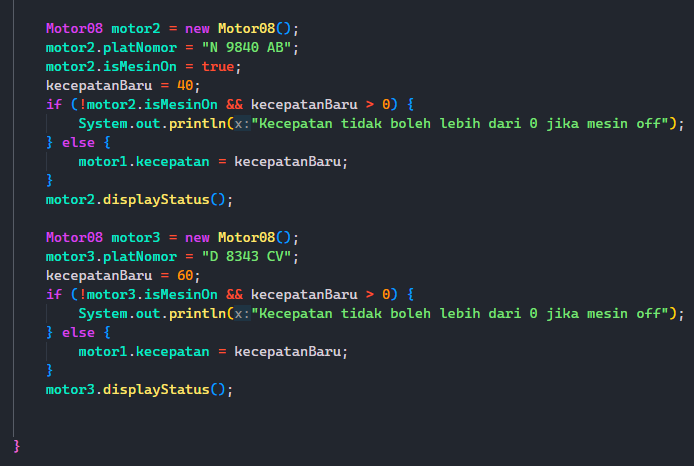 Motor08 motor2 = new Motor08();
motor2.platNomor = "N 9840 AB";
motor2.isMesinOn = true;
kecepatanBaru = 40;
if (!motor2.isMesinOn && kecepatanBaru > 0) {
System.out.println(x:"Kecepatan tidak boleh lebih dari 0 jika mesin off");
} else {
motor1.kecepatan = kecepatanBaru;
}
motor2.displayStatus();
Motor08 motor3 = new Motor08();
motor3.platNomor = "D 8343 CV";
kecepatanBaru = 60;
if (!motor3.isMesinOn && kecepatanBaru > 0) {
System.out.println(x:"Kecepatan tidak boleh lebih dari 0 jika mesin off");
} else {
motor1.kecepatan = kecepatanBaru;
}
motor3.displayStatus();
}